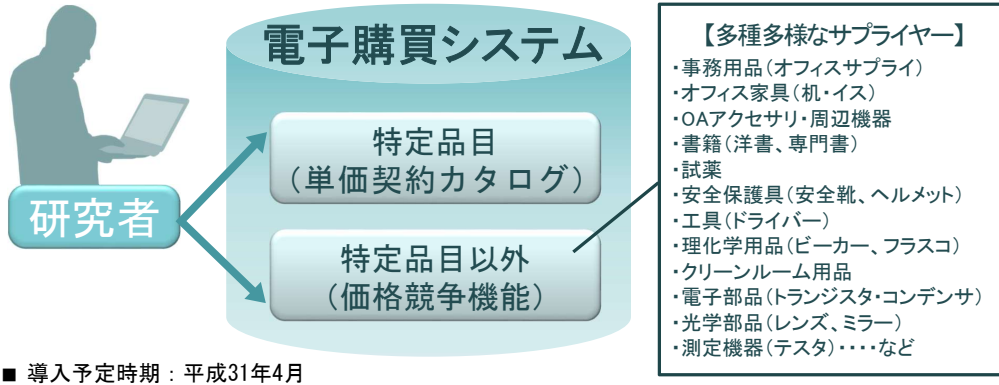 電子購買システム
特定品目
(単価契約カタログ)
研究者
特定品目以外
(価格競争機能)
【多種多様なサプライヤー】
・事務用品(オフィスサプライ)
・オフィス家具(机・イス)
・OAアクセサリ・周辺機器
・書籍(洋書、専門書)
・試薬
・安全保護具(安全靴、ヘルメット)
・工具(ドライバー)
・理化学用品(ビーカー、フラスコ)
・クリーンルーム用品
・電子部品(トランジスタ・コンデンサ)
・光学部品(レンズ、ミラー)
・測定機器(テスタ)・・・・など
■ 導入予定時期:平成31年4月